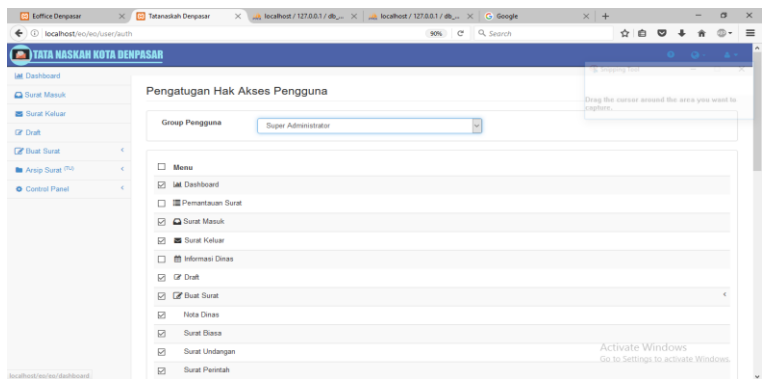 Eoffice Denpasar
Tatanaskah Denpasar
localhost / 127.0.0.1 / db_...
localhost / 127.0.0.1 / db_...
Google
localhost/eo/eo/user/auth
90%
Search
TATA NASKAH KOTA DENPASAR
Snipping Tool
Drag the cursor around the area you want to
capture.
Dashboard
Surat Masuk
Surat Keluar
Draft
Buat Surat
Arsip Surat
Control Panel
Pengatugan Hak Akses Pengguna
Group Pengguna
Super Administrator
Menu
Dashboard
Pemantauan Surat
Surat Masuk
Surat Keluar
Informasi Dinas
Draft
Buat Surat
Nota Dinas
Surat Biasa
Surat Undangan
Surat Perintah
Activate Windows
Go to Settings to activate Windows.
localhost/eo/eo/dashboard